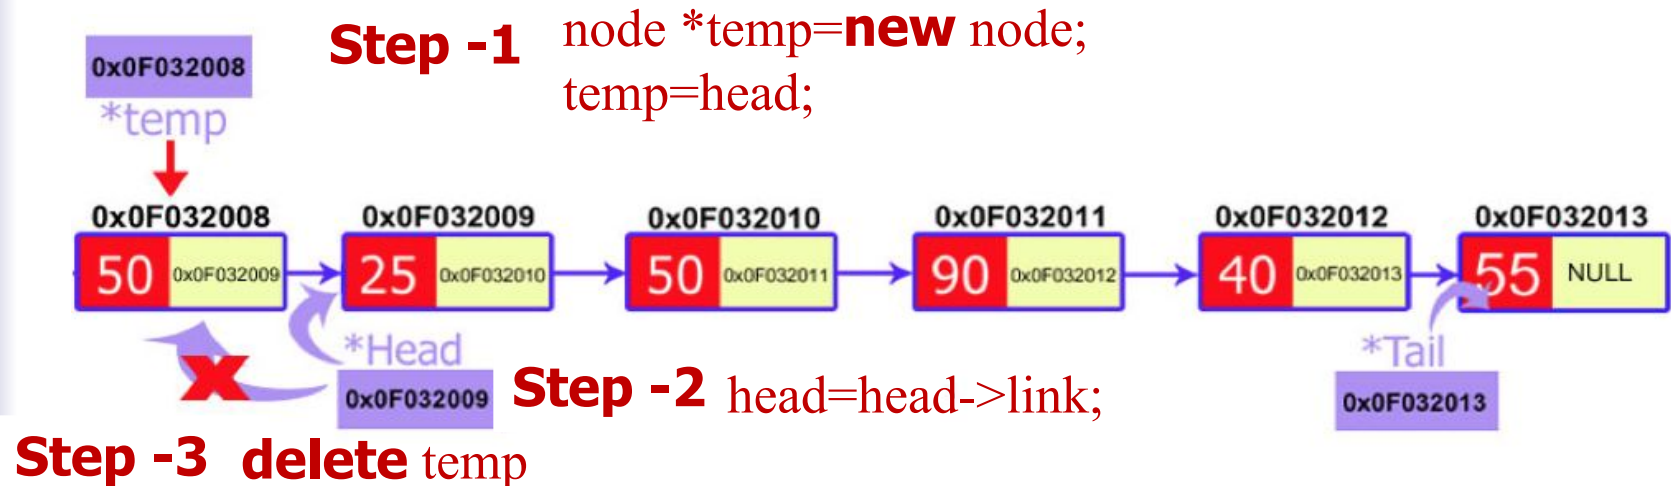 Step -1 node *temp=new node;
temp=head;
0x0F032008
*temp
0x0F032008 0x0F032009 0x0F032010 0x0F032011 0x0F032012 0x0F032013
50 0x0F032009 25 0x0F032010 50 0x0F032011 90 0x0F032012 40 0x0F032013 55 NULL
*Head *Tail
0x0F032009 Step -2 head=head->link; 0x0F032013
X
Step -3 delete temp